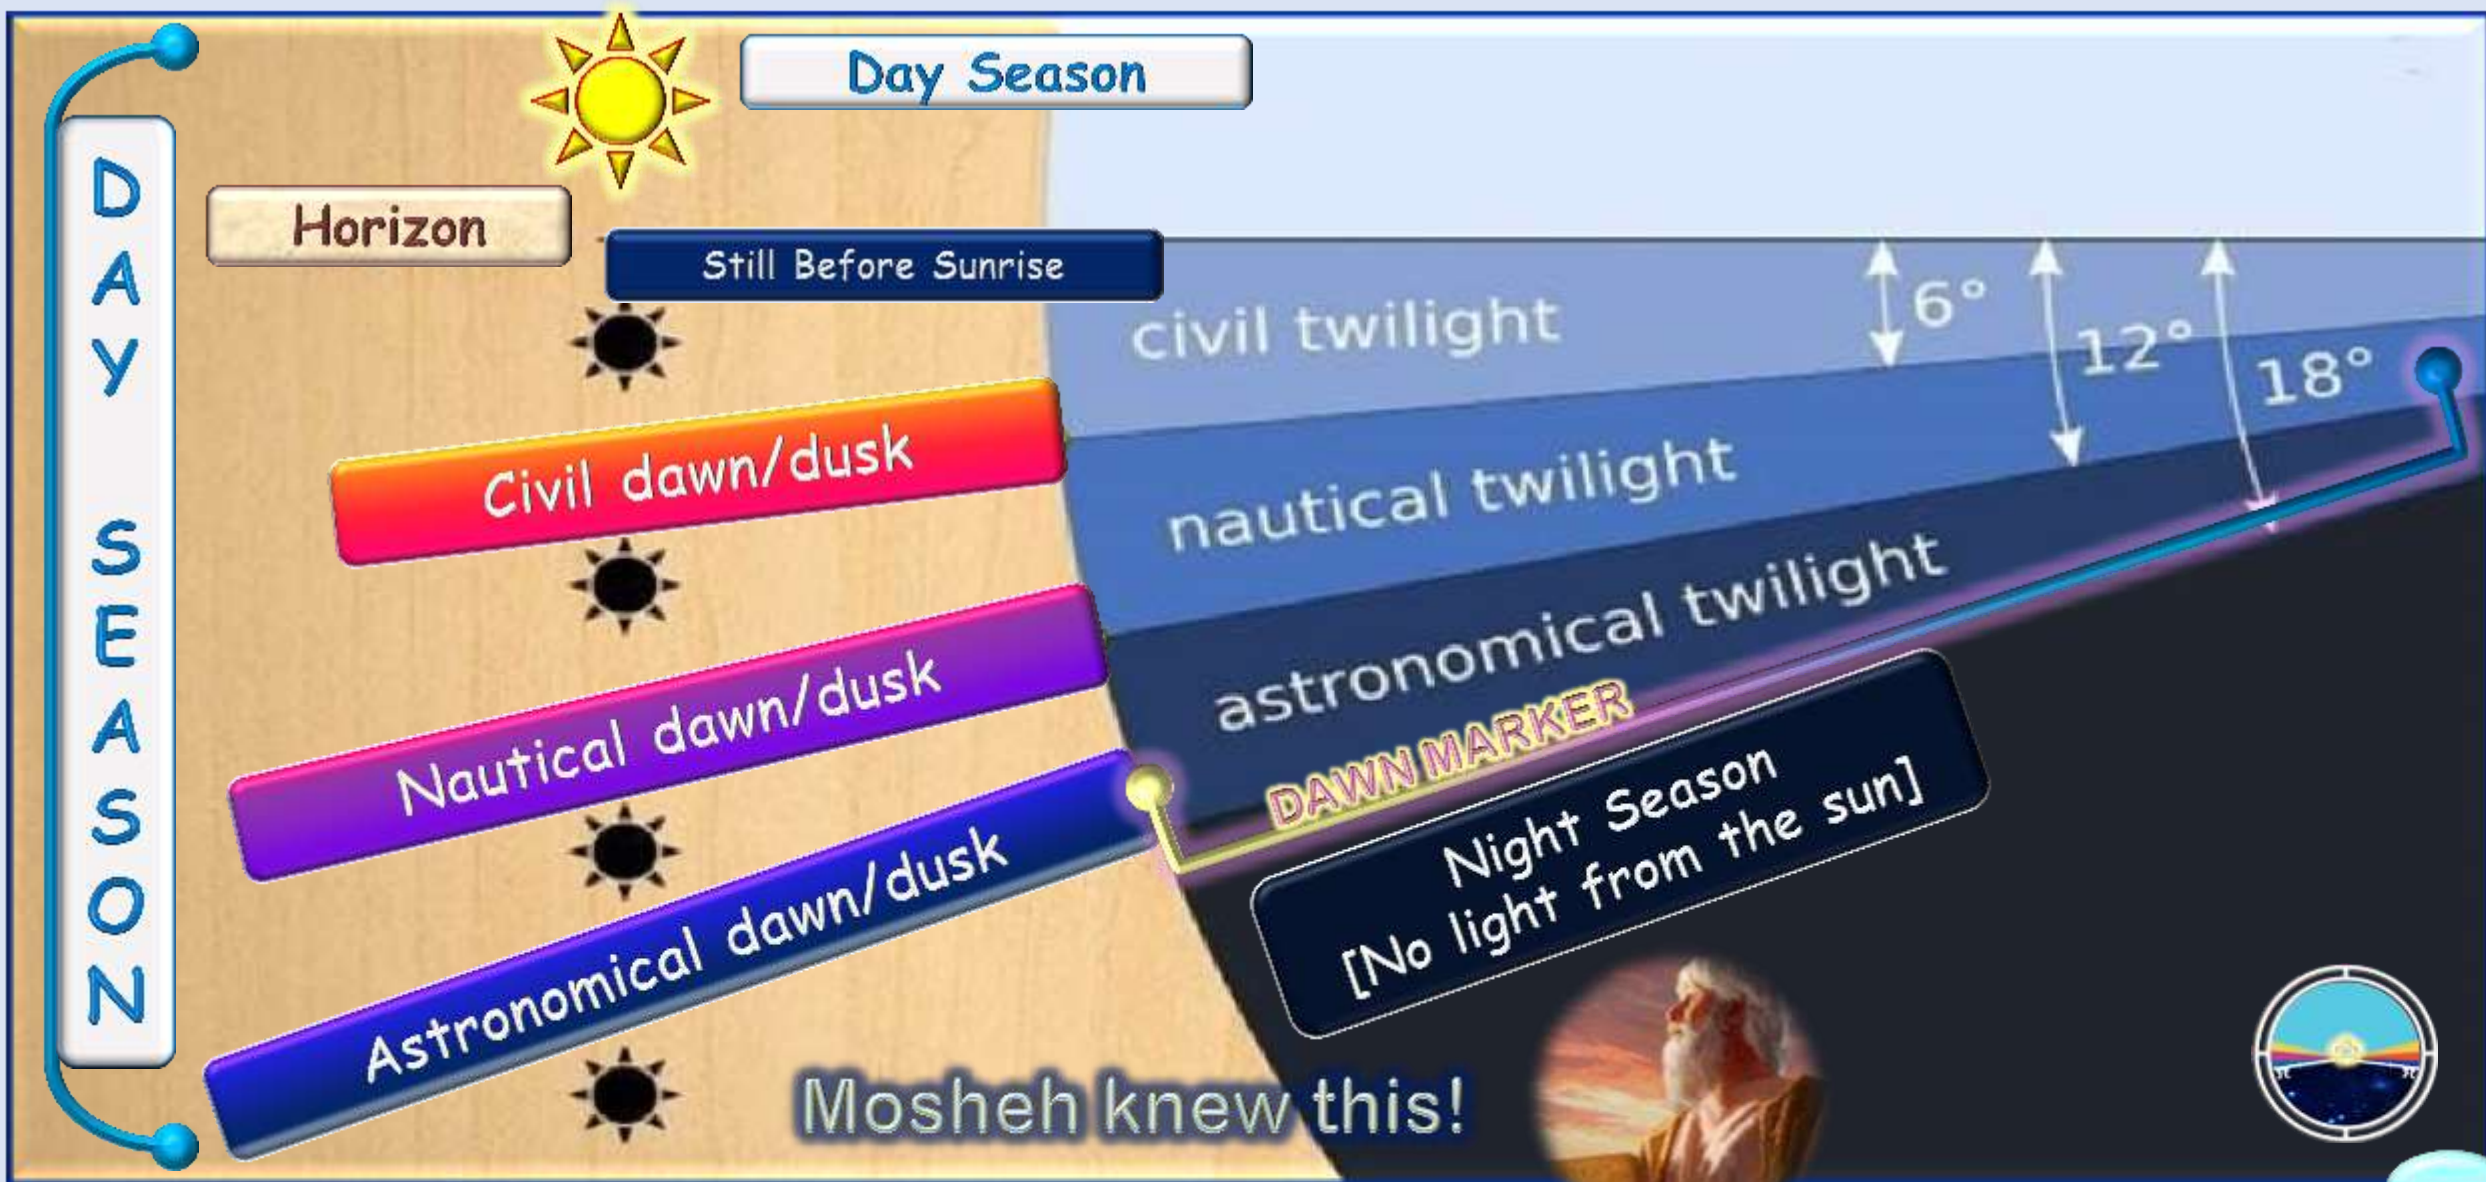 Day Season
DAY SEASON
Horizon
Still Before Sunrise
civil twilight
6°
12°
18°
Civil dawn/dusk
nautical twilight
Nautical dawn/dusk
astronomical twilight
DAWN MARKER
Astronomical dawn/dusk
Night Season
[No light from the sun]
Mosheh knew this!